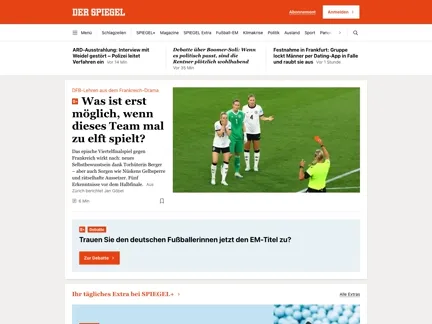 DER SPIEGEL
Abonnement
Anmelden
Menü
Schlagzeilen
SPIEGEL+
Magazin
SPIEGEL Extra
Fußball-EM
Klimakrise
Politik
Ausland
Sport
ARD-Ausstrahlung: Interview mit
Weidel gestört – Polizei leitet
Verfahren ein Vor 14 Min
Debatte über Boomer-Soli: Wenn
es politisch passt, sind die
Rentner plötzlich wohlhabend
Vor 36 Min
Festnahme in Frankfurt: Gruppe
lockt Männer per Dating-App in Falle
und raubt sie aus Vor 1 Stunde
DFB-Lehren aus dem Frankreich-Drama
Was ist erst
möglich, wenn
dieses Team mal
zu elft spielt?
Das epische Viertelfinalspiel gegen
Frankreich wirkt nach: neues
Selbstbewusstsein dank Torhüterin Berger
– aber auch Sorgen wie Nüskens Gelbsperre
und rätselhafte Ausetzer. Fünf
Erkenntnisse vor dem Halbfinale. Aus
Zürich berichtet Jan Göbel
6 Min
Debatte
Trauen Sie den deutschen Fußballerinnen jetzt den EM-Titel zu?
Zur Debatte
Ihr tägliches Extra bei SPIEGEL+
Alle Extras